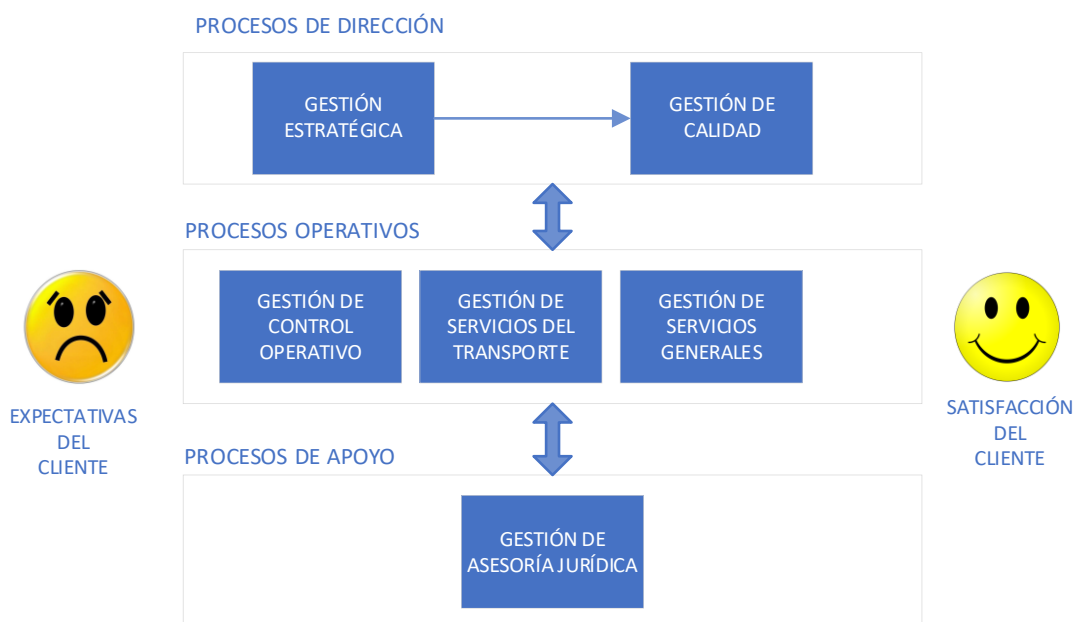 PROCESOS DE DIRECCIÓN
GESTIÓN
ESTRATÉGICA
GESTIÓN DE
CALIDAD
PROCESOS OPERATIVOS
GESTIÓN DE
CONTROL
OPERATIVO
GESTIÓN DE
SERVICIOS DEL
TRANSPORTE
GESTIÓN DE
SERVICIOS
GENERALES
EXPECTATIVAS
DEL
CLIENTE
SATISFACCIÓN
DEL
CLIENTE
PROCESOS DE APOYO
GESTIÓN DE
ASESORÍA JURÍDICA